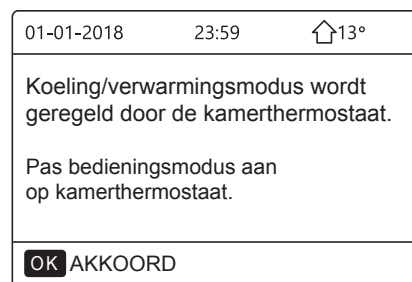 01-01-2018 23:59 13°
Koeling/verwarmingsmodus wordt
geregeld door de kamerthermostaat.
Pas bedieningsmodus aan
op kamerthermostaat.
OK AKKOORD